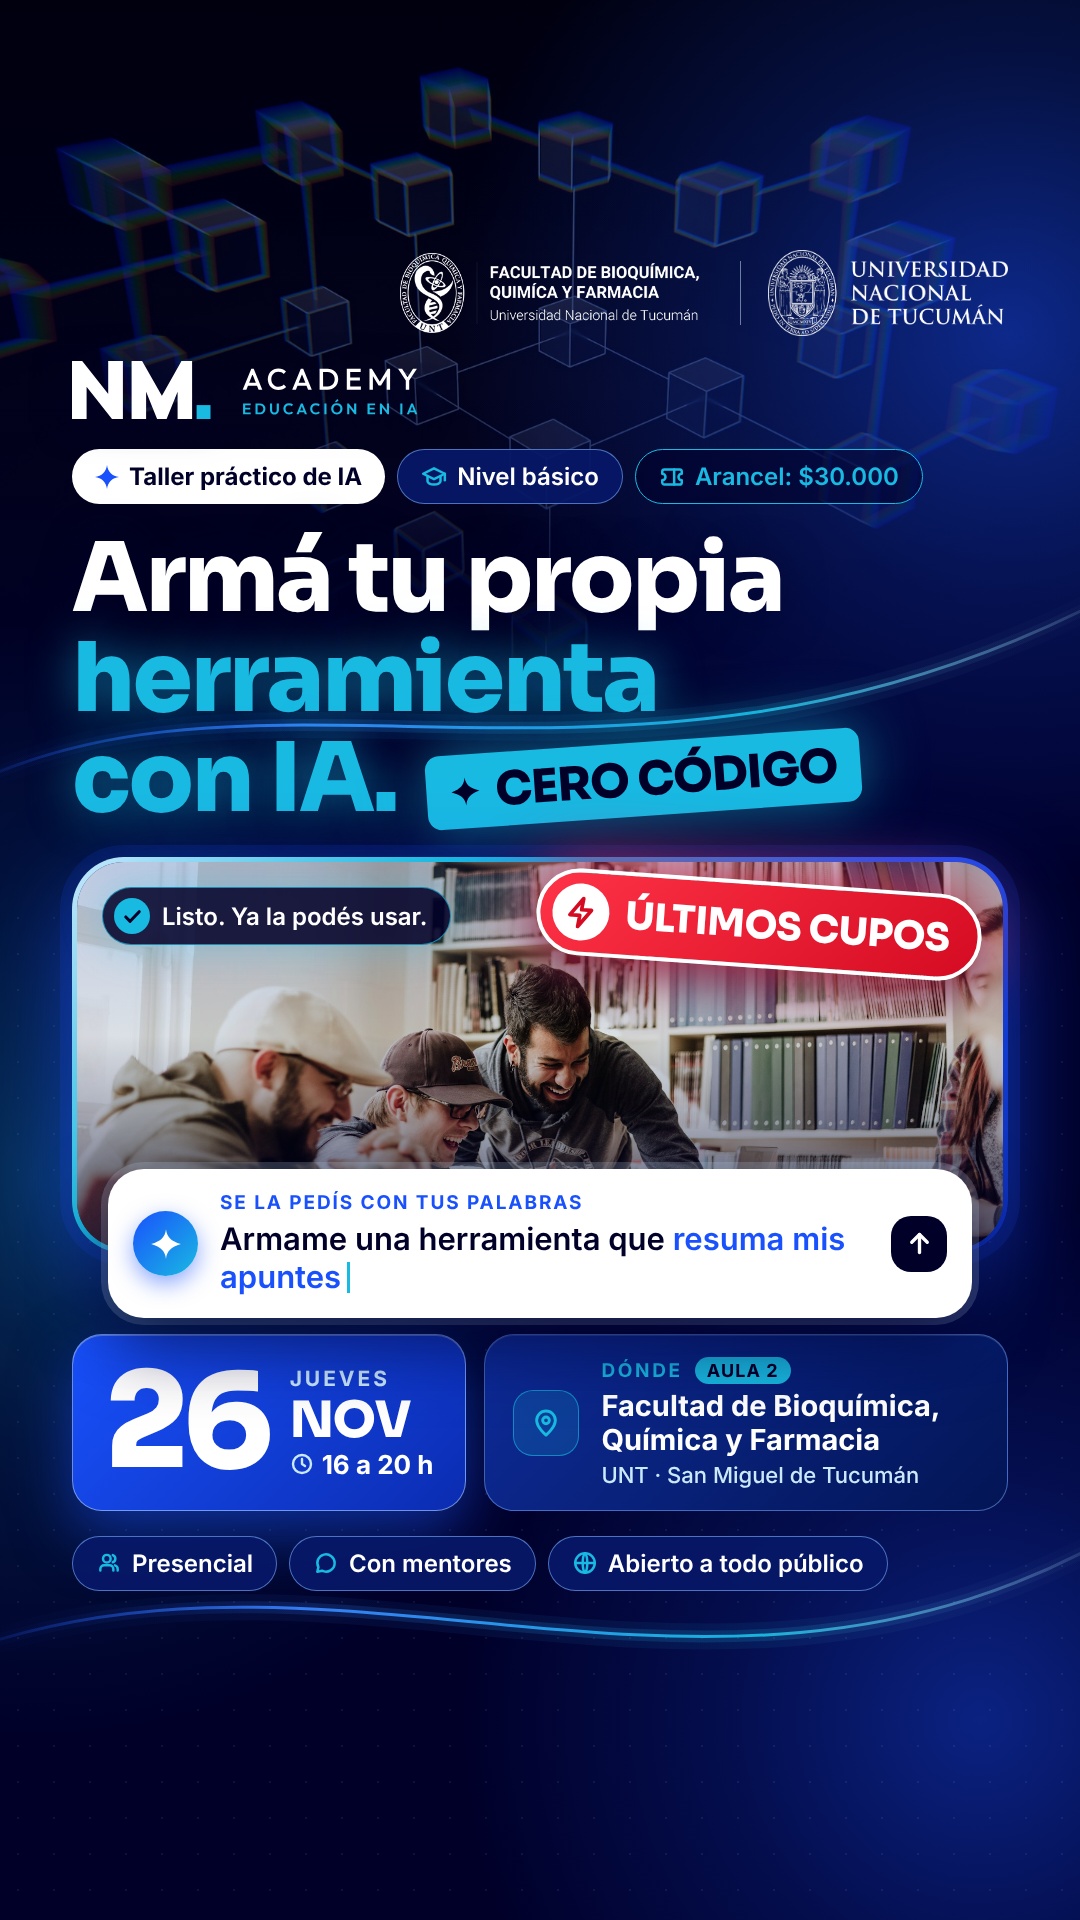 FACULTAD DE BIOQUÍMICA,
QUIMÍCA Y FARMACIA
Universidad Nacional de Tucumán
UNT
UNIVERSIDAD
NACIONAL
DE TUCUMÁN
NM.
ACADEMY
EDUCACIÓN EN IA
Taller práctico de IA
Nivel básico
Arancel: $30.000
Armá tu propia
herramienta
con IA.
CERO CÓDIGO
Listo. Ya la podés usar.
ÚLTIMOS CUPOS
SE LA PEDÍS CON TUS PALABRAS
Armame una herramienta que resuma mis
apuntes
26
JUEVES
NOV
16 a 20 h
DÓNDE AULA 2
Facultad de Bioquímica,
Química y Farmacia
UNT · San Miguel de Tucumán
Presencial
Con mentores
Abierto a todo público